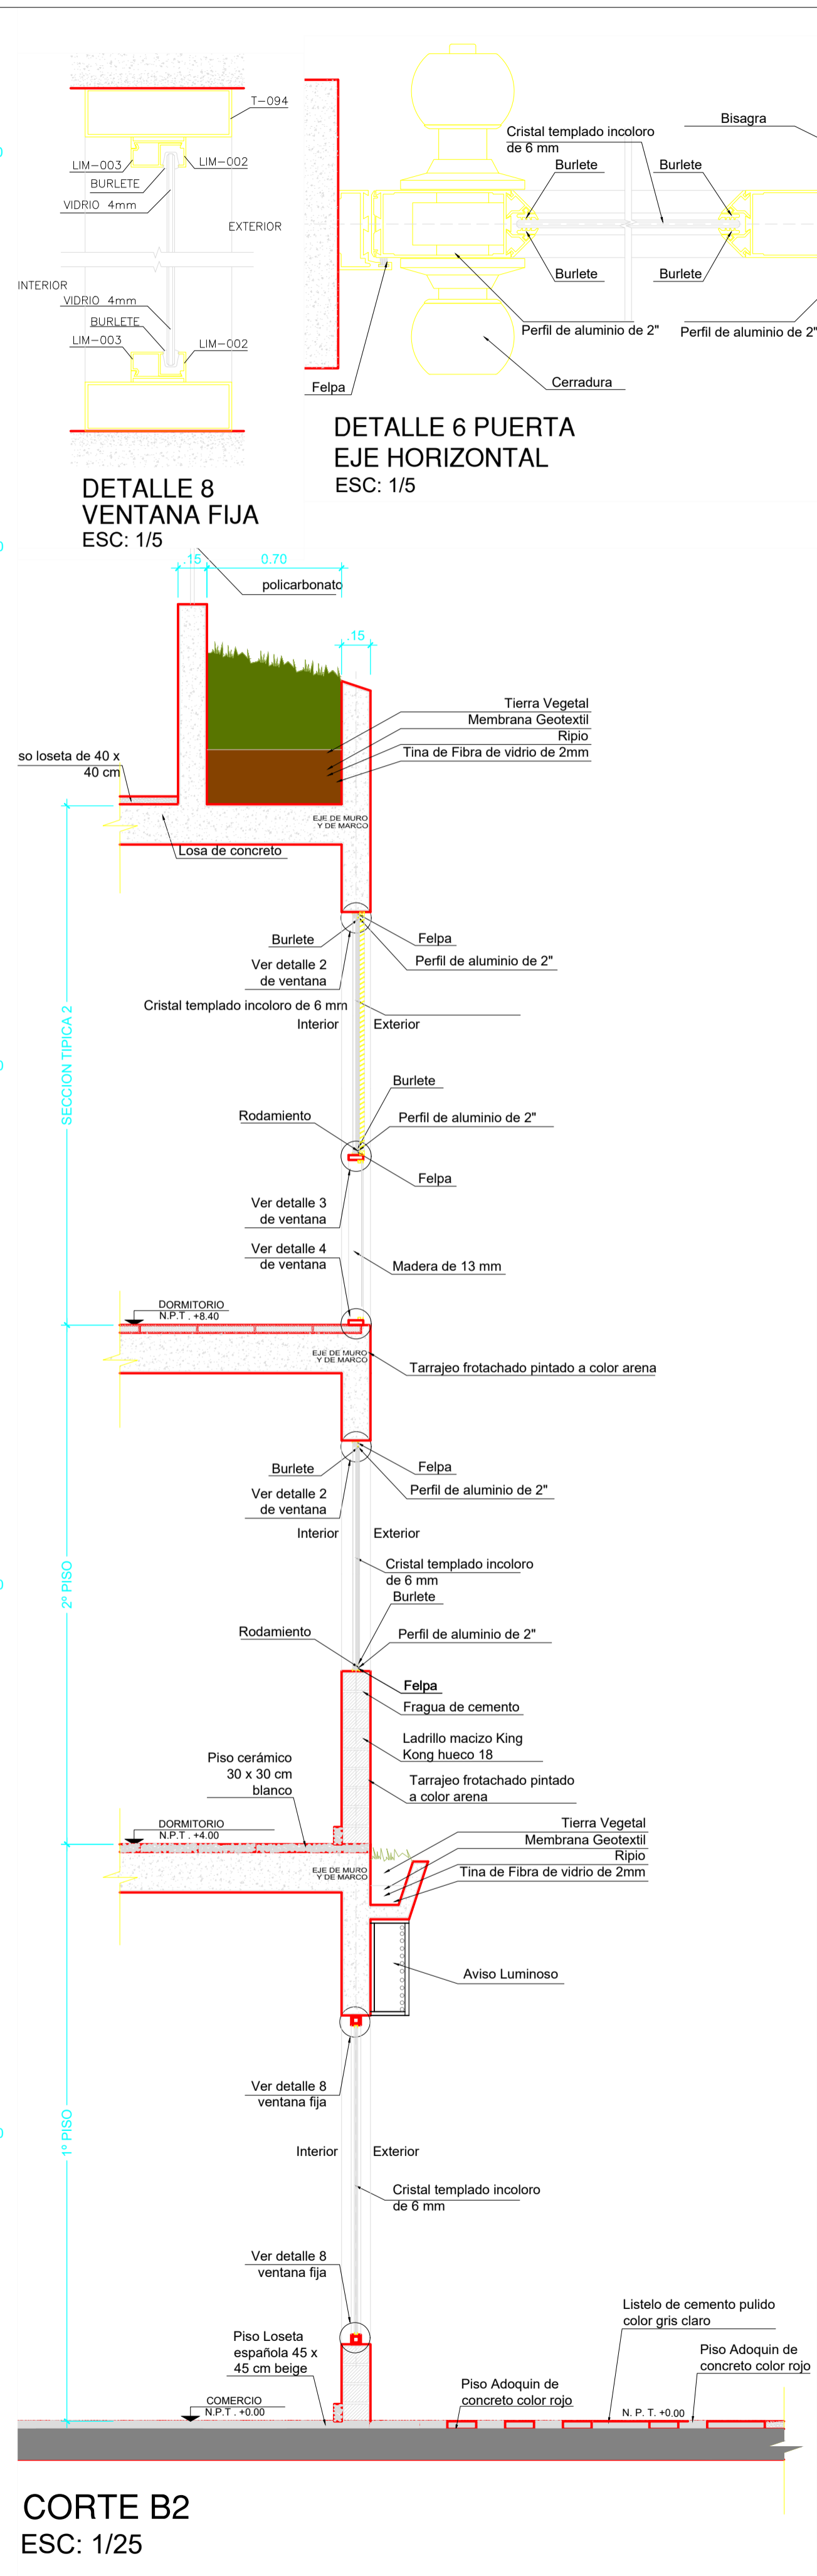 T-094
LIM-003
LIM-002
BURLETE
VIDRIO 4mm
EXTERIOR
INTERIOR
VIDRIO 4mm
BURLETE
LIM-003
LIM-002
DETALLE 8
VENTANA FIJA
ESC: 1/5
Bisagra
Cristal templado incoloro
de 6 mm
Burlete
Burlete
Burlete
Burlete
Perfil de aluminio de 2"
Perfil de aluminio de 2"
Cerradura
Felpa
DETALLE 6 PUERTA
EJE HORIZONTAL
ESC: 1/5
.15
0.70
policarbonato
.15
Tierra Vegetal
Membrana Geotextil
Ripio
Tina de Fibra de vidrio de 2mm
so loseta de 40 x
40 cm
EJE DE MURO
Y DE MARCO
Losa de concreto
Burlete
Felpa
Ver detalle 2
de ventana
Perfil de aluminio de 2"
Cristal templado incoloro de 6 mm
Interior
Exterior
SECCION TIPICA 2
Burlete
Rodamiento
Perfil de aluminio de 2"
Felpa
Ver detalle 3
de ventana
Ver detalle 4
de ventana
Madera de 13 mm
DORMITORIO
N.P.T . +8.40
EJE DE MURO
Y DE MARCO
Tarrajeo frotachado pintado a color arena
Burlete
Felpa
Ver detalle 2
de ventana
Perfil de aluminio de 2"
Interior
Exterior
2º PISO
Cristal templado incoloro
de 6 mm
Burlete
Rodamiento
Perfil de aluminio de 2"
Felpa
Fragua de cemento
Ladrillo macizo King
Kong hueco 18
Piso cerámico
30 x 30 cm
blanco
Tarrajeo frotachado pintado
a color arena
DORMITORIO
N.P.T . +4.00
Tierra Vegetal
Membrana Geotextil
Ripio
Tina de Fibra de vidrio de 2mm
EJE DE MURO
Y DE MARCO
Aviso Luminoso
Ver detalle 8
ventana fija
1º PISO
Interior
Exterior
Cristal templado incoloro
de 6 mm
Ver detalle 8
ventana fija
Piso Loseta
española 45 x
45 cm beige
Listelo de cemento pulido
color gris claro
Piso Adoquin de
concreto color rojo
Piso Adoquin de
concreto color rojo
COMERCIO
N.P.T . +0.00
N. P. T. +0.00
CORTE B2
ESC: 1/25